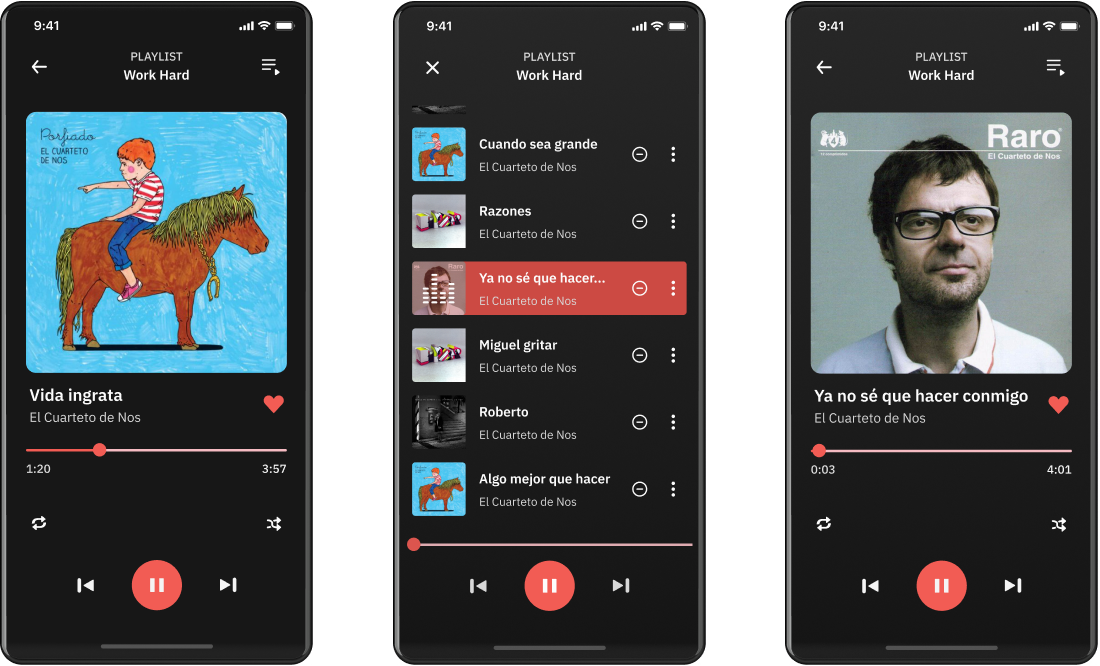 9:41
PLAYLIST
Work Hard
Porfiado
EL CUARTETO
DE NOS
Vida ingrata
El Cuarteto de Nos
1:20
3:57
9:41
PLAYLIST
Work Hard
Cuando sea grande
El Cuarteto de Nos
Razones
El Cuarteto de Nos
Raro
Ya no sé que hacer...
El Cuarteto de Nos
Miguel gritar
El Cuarteto de Nos
Roberto
El Cuarteto de Nos
Algo mejor que hacer
El Cuarteto de Nos
9:41
PLAYLIST
Work Hard
Raro
El Cuarteto de Nos
Ya no sé que hacer conmigo
El Cuarteto de Nos
0:03
4:01